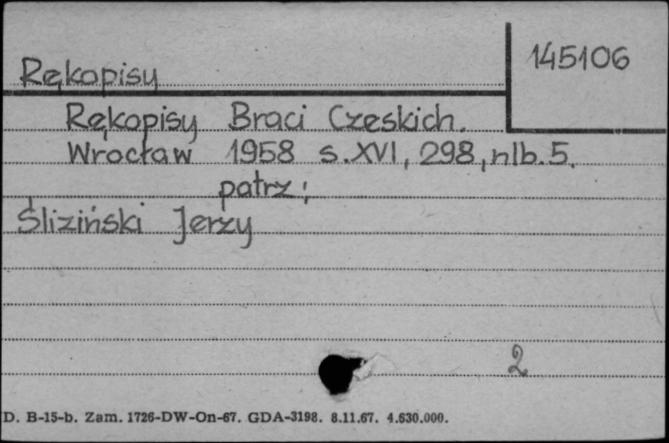 145106
Rękopisy
Rękopisy Braci Czeskich.
Wrocław 1958 s. XVI, 298, nlb. 5.
patrz:
Śliziński Jerzy
2
D. B-15-b. Zam. 1726-DW-On-67. GDA-3198. 8.11.67. 4.630.000.